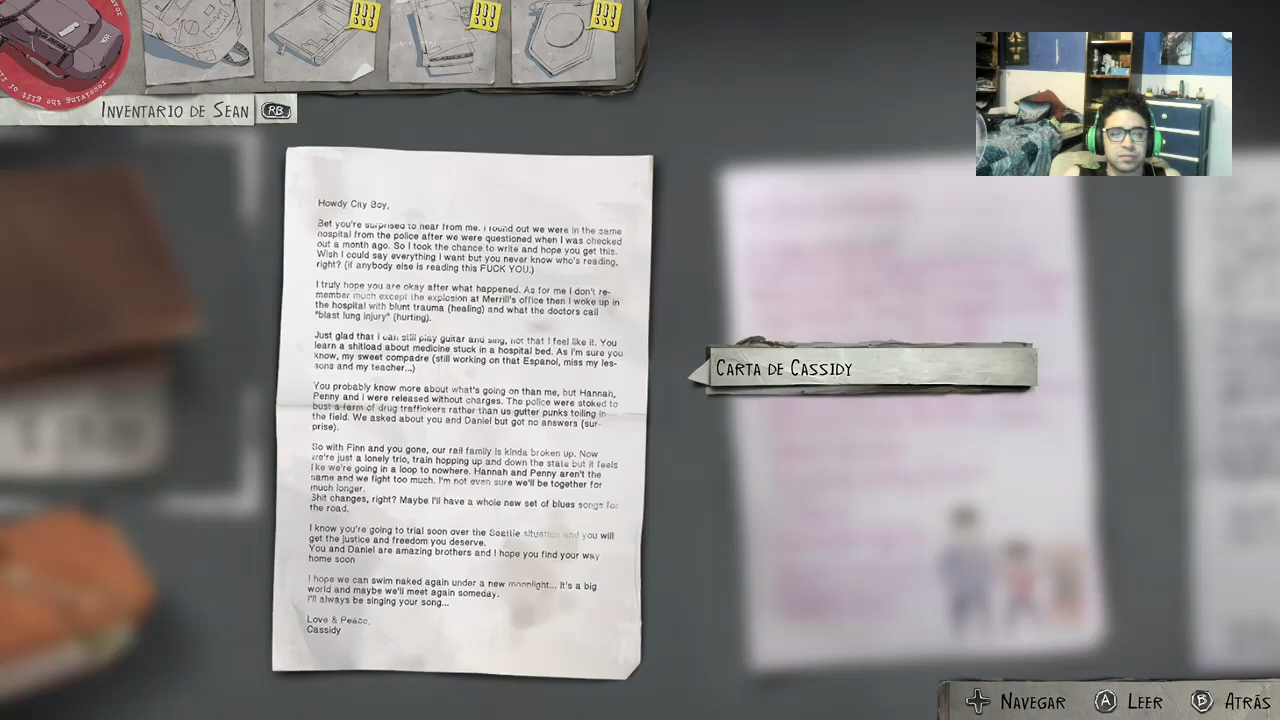 INVENTARIO DE SEAN RB
Howdy City Boy,
Bet you're surprised to hear from me. I found out we were in the same
hospital from the police after we were questioned when I was checked
out a month ago. So I took the chance to write and hope you get this.
Wish I could say everything I want but you never know who's reading,
right? (if anybody else is reading this FUCK YOU.)
I truly hope you are okay after what happened. As for me I don't re-
member much except the explosion at Merrill's office then I woke up in
the hospital with blunt trauma (healing) and what the doctors call
"blast lung injury" (hurting).
Just glad that I can still play guitar and sing, not that I feel like it. You
learn a shitload about medicine stuck in a hospital bed. As I'm sure you
know, my sweet compadre (still working on that Espanol, miss my les-
sons and my teacher...)
You probably know more about what's going on than me, but Hannah,
Penny and I were released without charges. The police were stoked to
bust a farm of drug traffickers rather than us gutter punks toiling in
the field. We asked about you and Daniel but got no answers (sur-
prise).
So with Finn and you gone, our rail family is kinda broken up. Now
we're just a lonely trio, train hopping up and down the state but it feels
like we're going in a loop to nowhere. Hannah and Penny aren't the
same and we fight too much. I'm not even sure we'll be together for
much longer.
Shit changes, right? Maybe I'll have a whole new set of blues songs for
the road.
I know you're going to trial soon over the Seattle situation and you will
get the justice and freedom you deserve.
You and Daniel are amazing brothers and I hope you find your way
home soon
I hope we can swim naked again under a new moonlight... It's a big
world and maybe we'll meet again someday.
I'll always be singing your song...
Love & Peace,
Cassidy
CARTA DE CASSIDY
NAVEGAR A LEER B ATRÁS